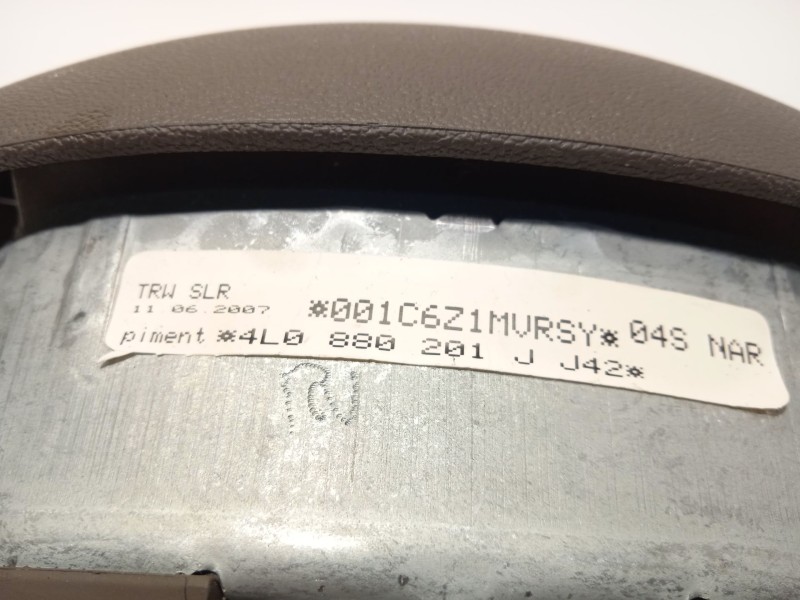 TRW SLR
11 06.2007
*001C6Z1MVRSY* 04S NAR
piment *4L0 880 201 J J42*